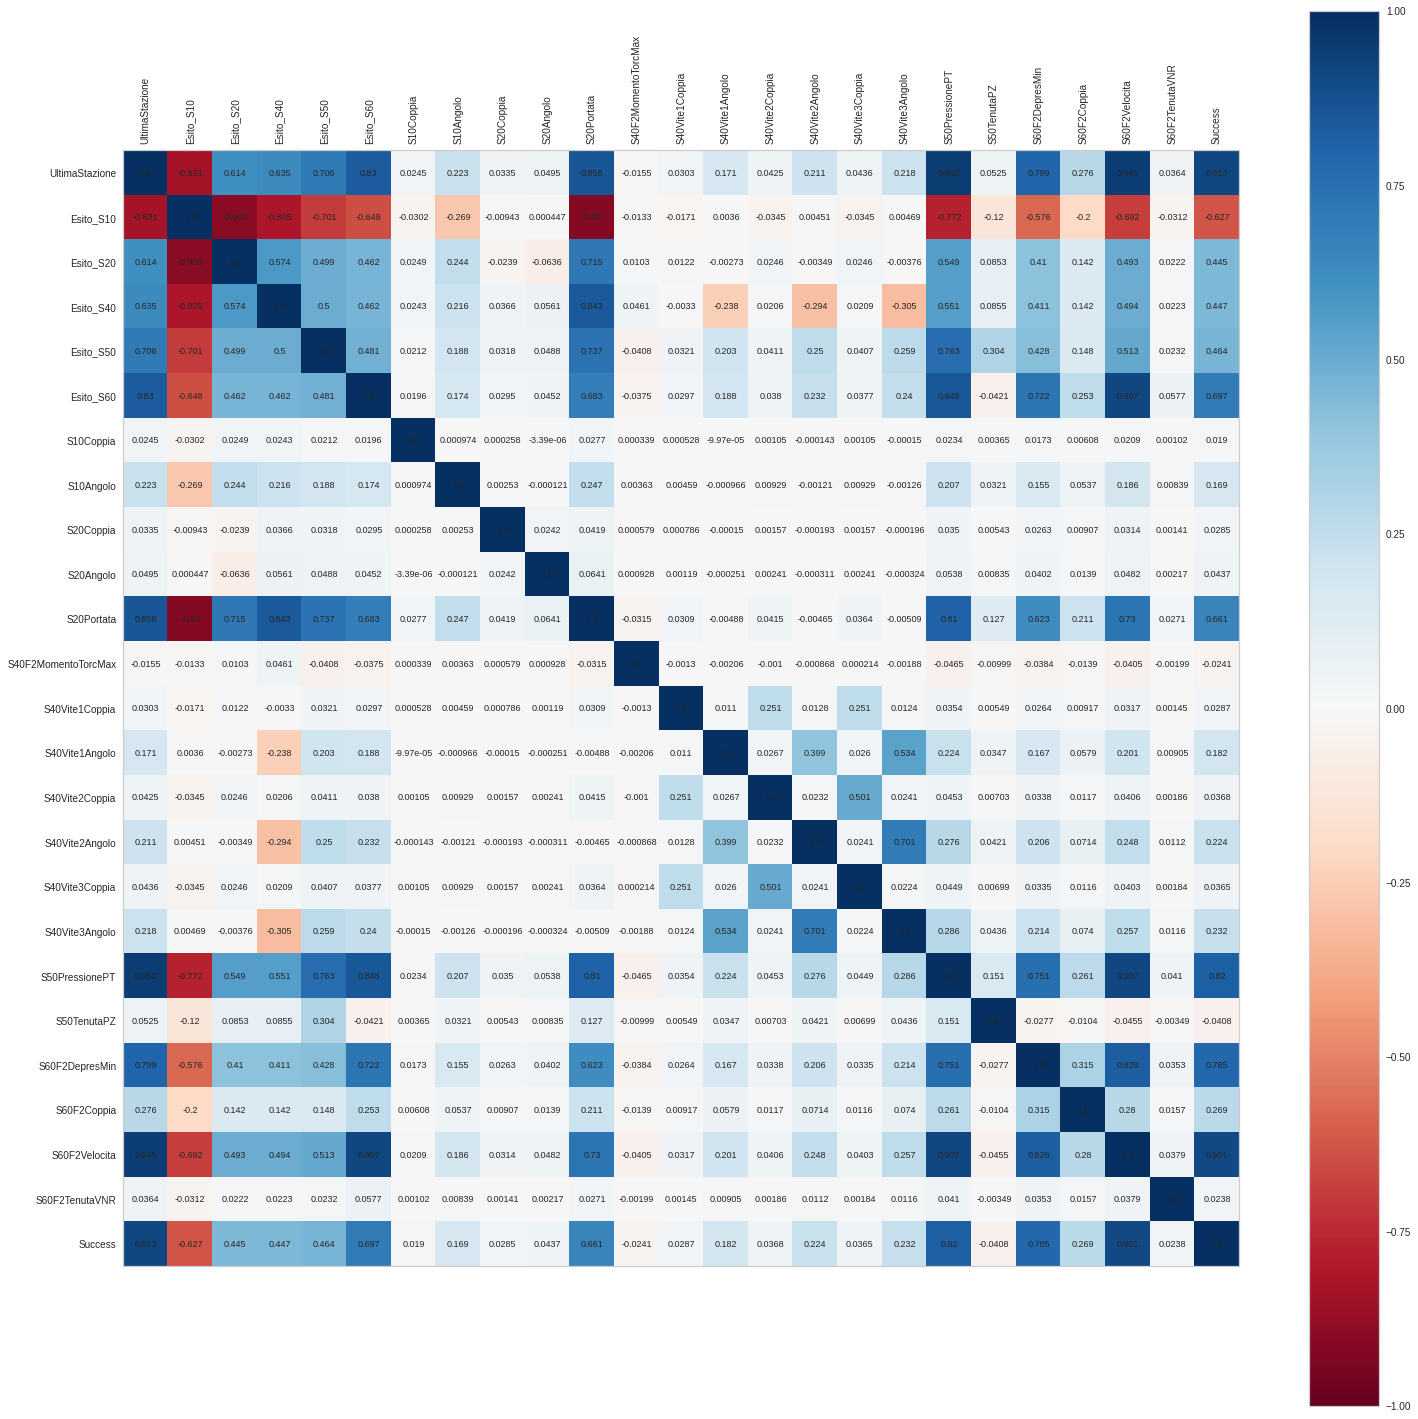 UltimaStazione Esito_S10 Esito_S20 Esito_S40 Esito_S50 Esito_S60 S10Coppia S10Angolo S20Coppia S20Angolo S20Portata S40F2MomentoTorcMax S40Vite1Coppia S40Vite1Angolo S40Vite2Coppia S40Vite2Angolo S40Vite3Coppia S40Vite3Angolo S50PressionePT S50TenutaPZ S60F2DepresMin S60F2Coppia S60F2Velocita S60F2TenutaVNR Success
UltimaStazione -0.831 0.614 0.635 0.706 0.83 0.0245 0.223 0.0335 0.0495 0.858 -0.0155 0.0303 0.171 0.0425 0.211 0.0436 0.218 0.0525 0.799 0.276 0.945 0.0364 0.913
Esito_S10 -0.831 -0.805 -0.701 -0.648 -0.0302 -0.269 -0.00943 0.000447 -0.0133 -0.0171 0.0036 -0.0345 0.00451 -0.0345 0.00469 -0.772 -0.12 -0.576 -0.2 -0.692 -0.0312 -0.627
Esito_S20 0.614 0.574 0.499 0.462 0.0249 0.244 -0.0239 -0.0636 0.715 0.0103 0.0122 -0.00273 0.0246 -0.00349 0.0246 -0.00376 0.549 0.0853 0.41 0.142 0.493 0.0222 0.445
Esito_S40 0.635 -0.805 0.574 0.5 0.462 0.0243 0.216 0.0366 0.0561 0.843 0.0461 -0.0033 -0.238 0.0206 -0.294 0.0209 -0.305 0.551 0.0855 0.411 0.142 0.494 0.0223 0.447
Esito_S50 0.706 -0.701 0.499 0.5 0.481 0.0212 0.188 0.0318 0.0488 0.737 -0.0408 0.0321 0.203 0.0411 0.25 0.0407 0.259 0.763 0.304 0.428 0.148 0.513 0.0232 0.464
Esito_S60 0.83 -0.648 0.462 0.462 0.481 0.0196 0.174 0.0295 0.0452 0.683 -0.0375 0.0297 0.188 0.038 0.232 0.0377 0.24 0.848 -0.0421 0.722 0.253 0.907 0.0577 0.697
S10Coppia 0.0245 -0.0302 0.0249 0.0243 0.0212 0.0196 0.000974 0.000258 -3.39e-06 0.0277 0.000339 0.000528 -9.97e-05 0.00105 -0.000143 0.00105 -0.00015 0.0234 0.00365 0.0173 0.00608 0.0209 0.00102 0.019
S10Angolo 0.223 -0.269 0.244 0.216 0.188 0.174 0.000974 0.00253 -0.000121 0.247 0.00363 0.00459 -0.000966 0.00929 -0.00121 0.00929 -0.00126 0.207 0.0321 0.155 0.0537 0.186 0.00839 0.169
S20Coppia 0.0335 -0.00943 -0.0239 0.0366 0.0318 0.0295 0.000258 0.00253 0.0242 0.0419 0.000579 0.000786 -0.00015 0.00157 -0.000193 0.00157 -0.000196 0.035 0.00543 0.0263 0.00907 0.0314 0.00141 0.0285
S20Angolo 0.0495 0.000447 -0.0636 0.0561 0.0488 0.0452 -3.39e-06 -0.000121 0.0242 0.0641 0.000928 0.00119 -0.000251 0.00241 -0.000311 0.00241 -0.000324 0.0538 0.00835 0.0402 0.0139 0.0482 0.00217 0.0437
S20Portata 0.858 0.715 0.843 0.737 0.683 0.0277 0.247 0.0419 0.0641 -0.0315 0.0309 -0.00488 0.0415 -0.00465 0.0364 -0.00509 0.81 0.127 0.623 0.211 0.73 0.0271 0.661
S40F2MomentoTorcMax -0.0155 -0.0133 0.0103 0.0461 -0.0408 -0.0375 0.000339 0.00363 0.000579 0.000928 -0.0315 -0.0013 -0.00206 -0.001 -0.000868 0.000214 -0.00188 -0.0465 -0.00999 -0.0384 -0.0139 -0.0405 -0.00199 -0.0241
S40Vite1Coppia 0.0303 -0.0171 0.0122 -0.0033 0.0321 0.0297 0.000528 0.00459 0.000786 0.00119 0.0309 -0.0013 0.011 0.251 0.0128 0.251 0.0124 0.0354 0.00549 0.0264 0.00917 0.0317 0.00145 0.0287
S40Vite1Angolo 0.171 0.0036 -0.00273 -0.238 0.203 0.188 -9.97e-05 -0.000966 -0.00015 -0.000251 -0.00488 -0.00206 0.011 0.0267 0.399 0.026 0.534 0.224 0.0347 0.167 0.0579 0.201 0.00905 0.182
S40Vite2Coppia 0.0425 -0.0345 0.0246 0.0206 0.0411 0.038 0.00105 0.00929 0.00157 0.00241 0.0415 -0.001 0.251 0.0267 0.0232 0.501 0.0241 0.0453 0.00703 0.0338 0.0117 0.0406 0.00186 0.0368
S40Vite2Angolo 0.211 0.00451 -0.00349 -0.294 0.25 0.232 -0.000143 -0.00121 -0.000193 -0.000311 -0.00465 -0.000868 0.0128 0.399 0.0232 0.0241 0.701 0.276 0.0421 0.206 0.0714 0.248 0.0112 0.224
S40Vite3Coppia 0.0436 -0.0345 0.0246 0.0209 0.0407 0.0377 0.00105 0.00929 0.00157 0.00241 0.0364 0.000214 0.251 0.026 0.501 0.0241 0.0224 0.0449 0.00699 0.0335 0.0116 0.0403 0.00184 0.0365
S40Vite3Angolo 0.218 0.00469 -0.00376 -0.305 0.259 0.24 -0.00015 -0.00126 -0.000196 -0.000324 -0.00509 -0.00188 0.0124 0.534 0.0241 0.701 0.0224 0.286 0.0436 0.214 0.074 0.257 0.0116 0.232
S50PressionePT -0.772 0.549 0.551 0.763 0.848 0.0234 0.207 0.035 0.0538 0.81 -0.0465 0.0354 0.224 0.0453 0.276 0.0449 0.286 0.151 0.751 0.261 0.907 0.041 0.82
S50TenutaPZ 0.0525 -0.12 0.0853 0.0855 0.304 -0.0421 0.00365 0.0321 0.00543 0.00835 0.127 -0.00999 0.00549 0.0347 0.00703 0.0421 0.00699 0.0436 0.151 -0.0277 -0.0104 -0.0455 -0.00349 -0.0408
S60F2DepresMin 0.799 -0.576 0.41 0.411 0.428 0.722 0.0173 0.155 0.0263 0.0402 0.623 -0.0384 0.0264 0.167 0.0338 0.206 0.0335 0.214 0.751 -0.0277 0.315 0.828 0.0353 0.785
S60F2Coppia 0.276 -0.2 0.142 0.142 0.148 0.253 0.00608 0.0537 0.00907 0.0139 0.211 -0.0139 0.00917 0.0579 0.0117 0.0714 0.0116 0.074 0.261 -0.0104 0.315 0.28 0.0157 0.269
S60F2Velocita 0.945 -0.692 0.493 0.494 0.513 0.907 0.0209 0.186 0.0314 0.0482 0.73 -0.0405 0.0317 0.201 0.0406 0.248 0.0403 0.257 0.907 -0.0455 0.828 0.28 0.0379 0.901
S60F2TenutaVNR 0.0364 -0.0312 0.0222 0.0223 0.0232 0.0577 0.00102 0.00839 0.00141 0.00217 0.0271 -0.00199 0.00145 0.00905 0.00186 0.0112 0.00184 0.0116 0.041 -0.00349 0.0353 0.0157 0.0379 0.0238
Success 0.913 -0.627 0.445 0.447 0.464 0.697 0.019 0.169 0.0285 0.0437 0.661 -0.0241 0.0287 0.182 0.0368 0.224 0.0365 0.232 0.82 -0.0408 0.785 0.269 0.901 0.0238
1.00
0.75
0.50
0.25
0.00
−0.25
−0.50
−0.75
−1.00